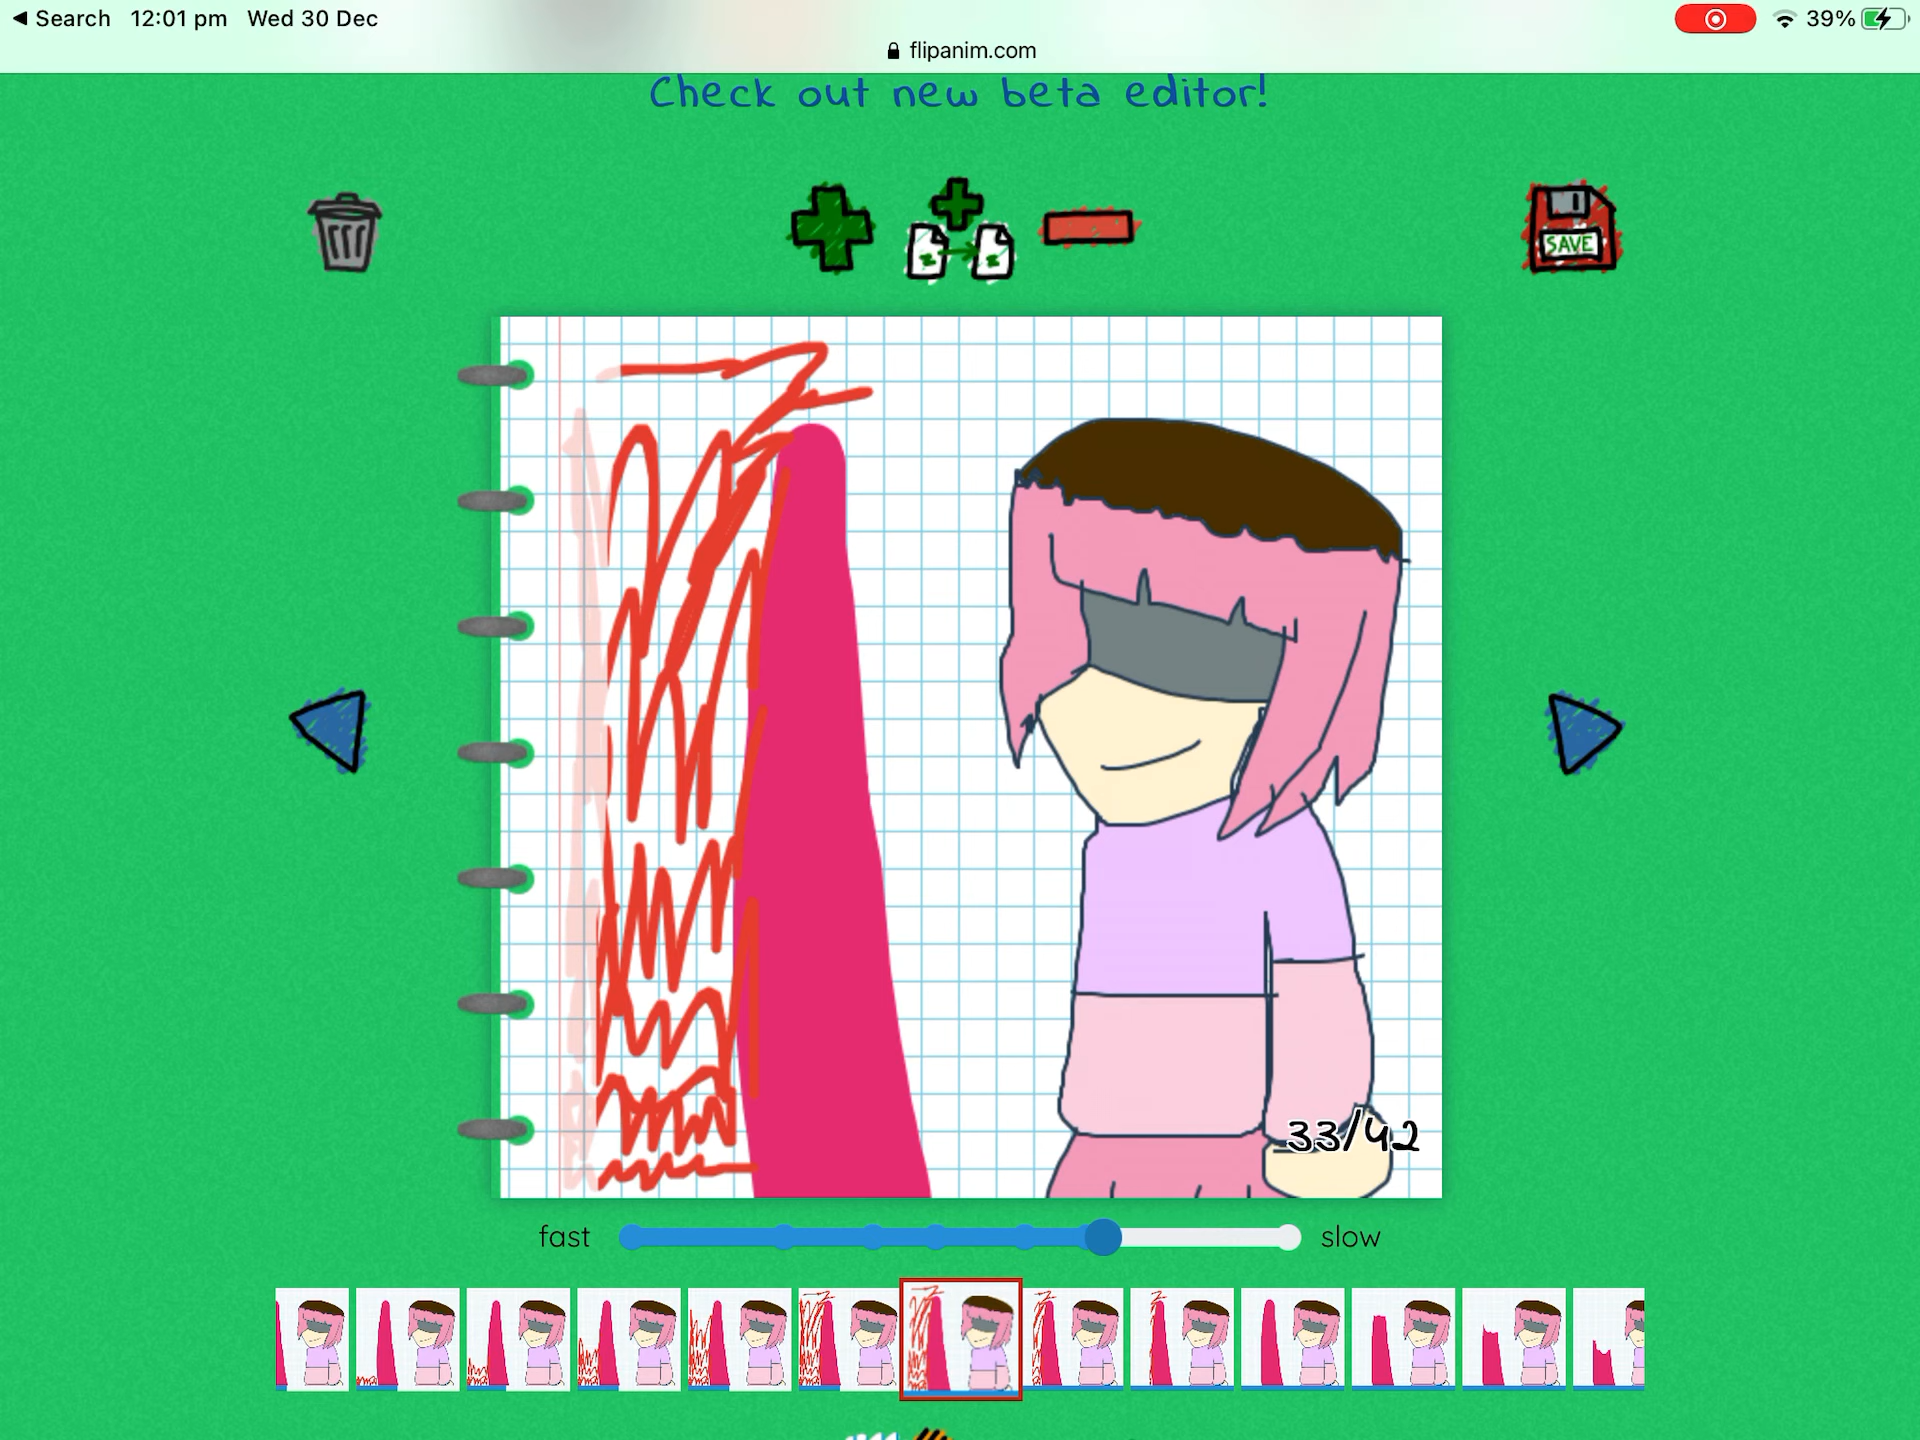 Search 12:01 pm Wed 30 Dec 39%
flipanim.com
Check out new beta editor!
SAVE
33/42
fast slow